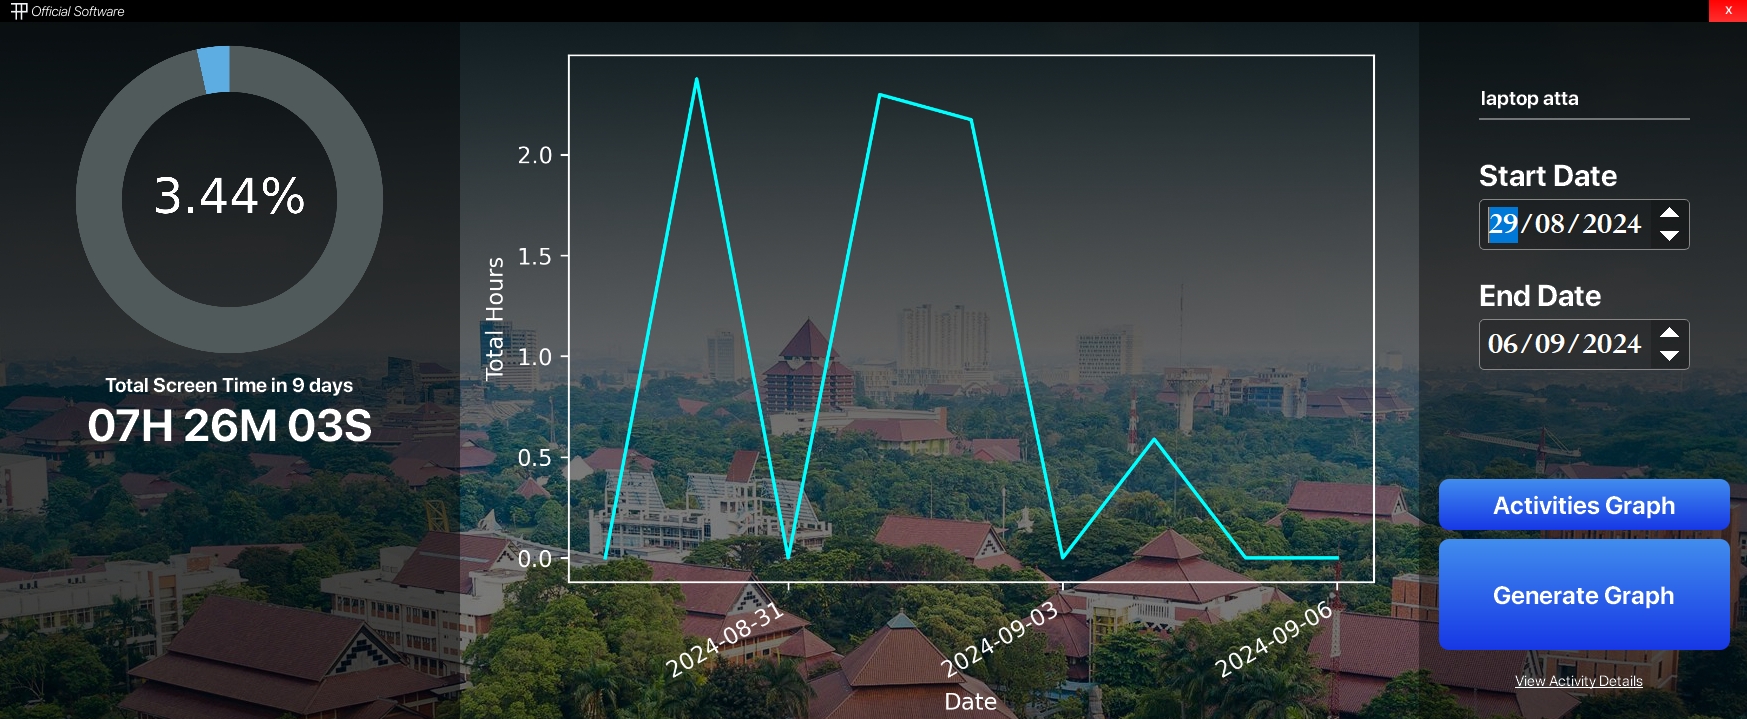 Official Software
x
3.44%
Total Screen Time in 9 days
07H 26M 03S
Total Hours
2.0
1.5
1.0
0.5
0.0
2024-08-31
2024-09-03
2024-09-06
Date
laptop atta
Start Date
29/08/2024
End Date
06/09/2024
Activities Graph
Generate Graph
View Activity Details